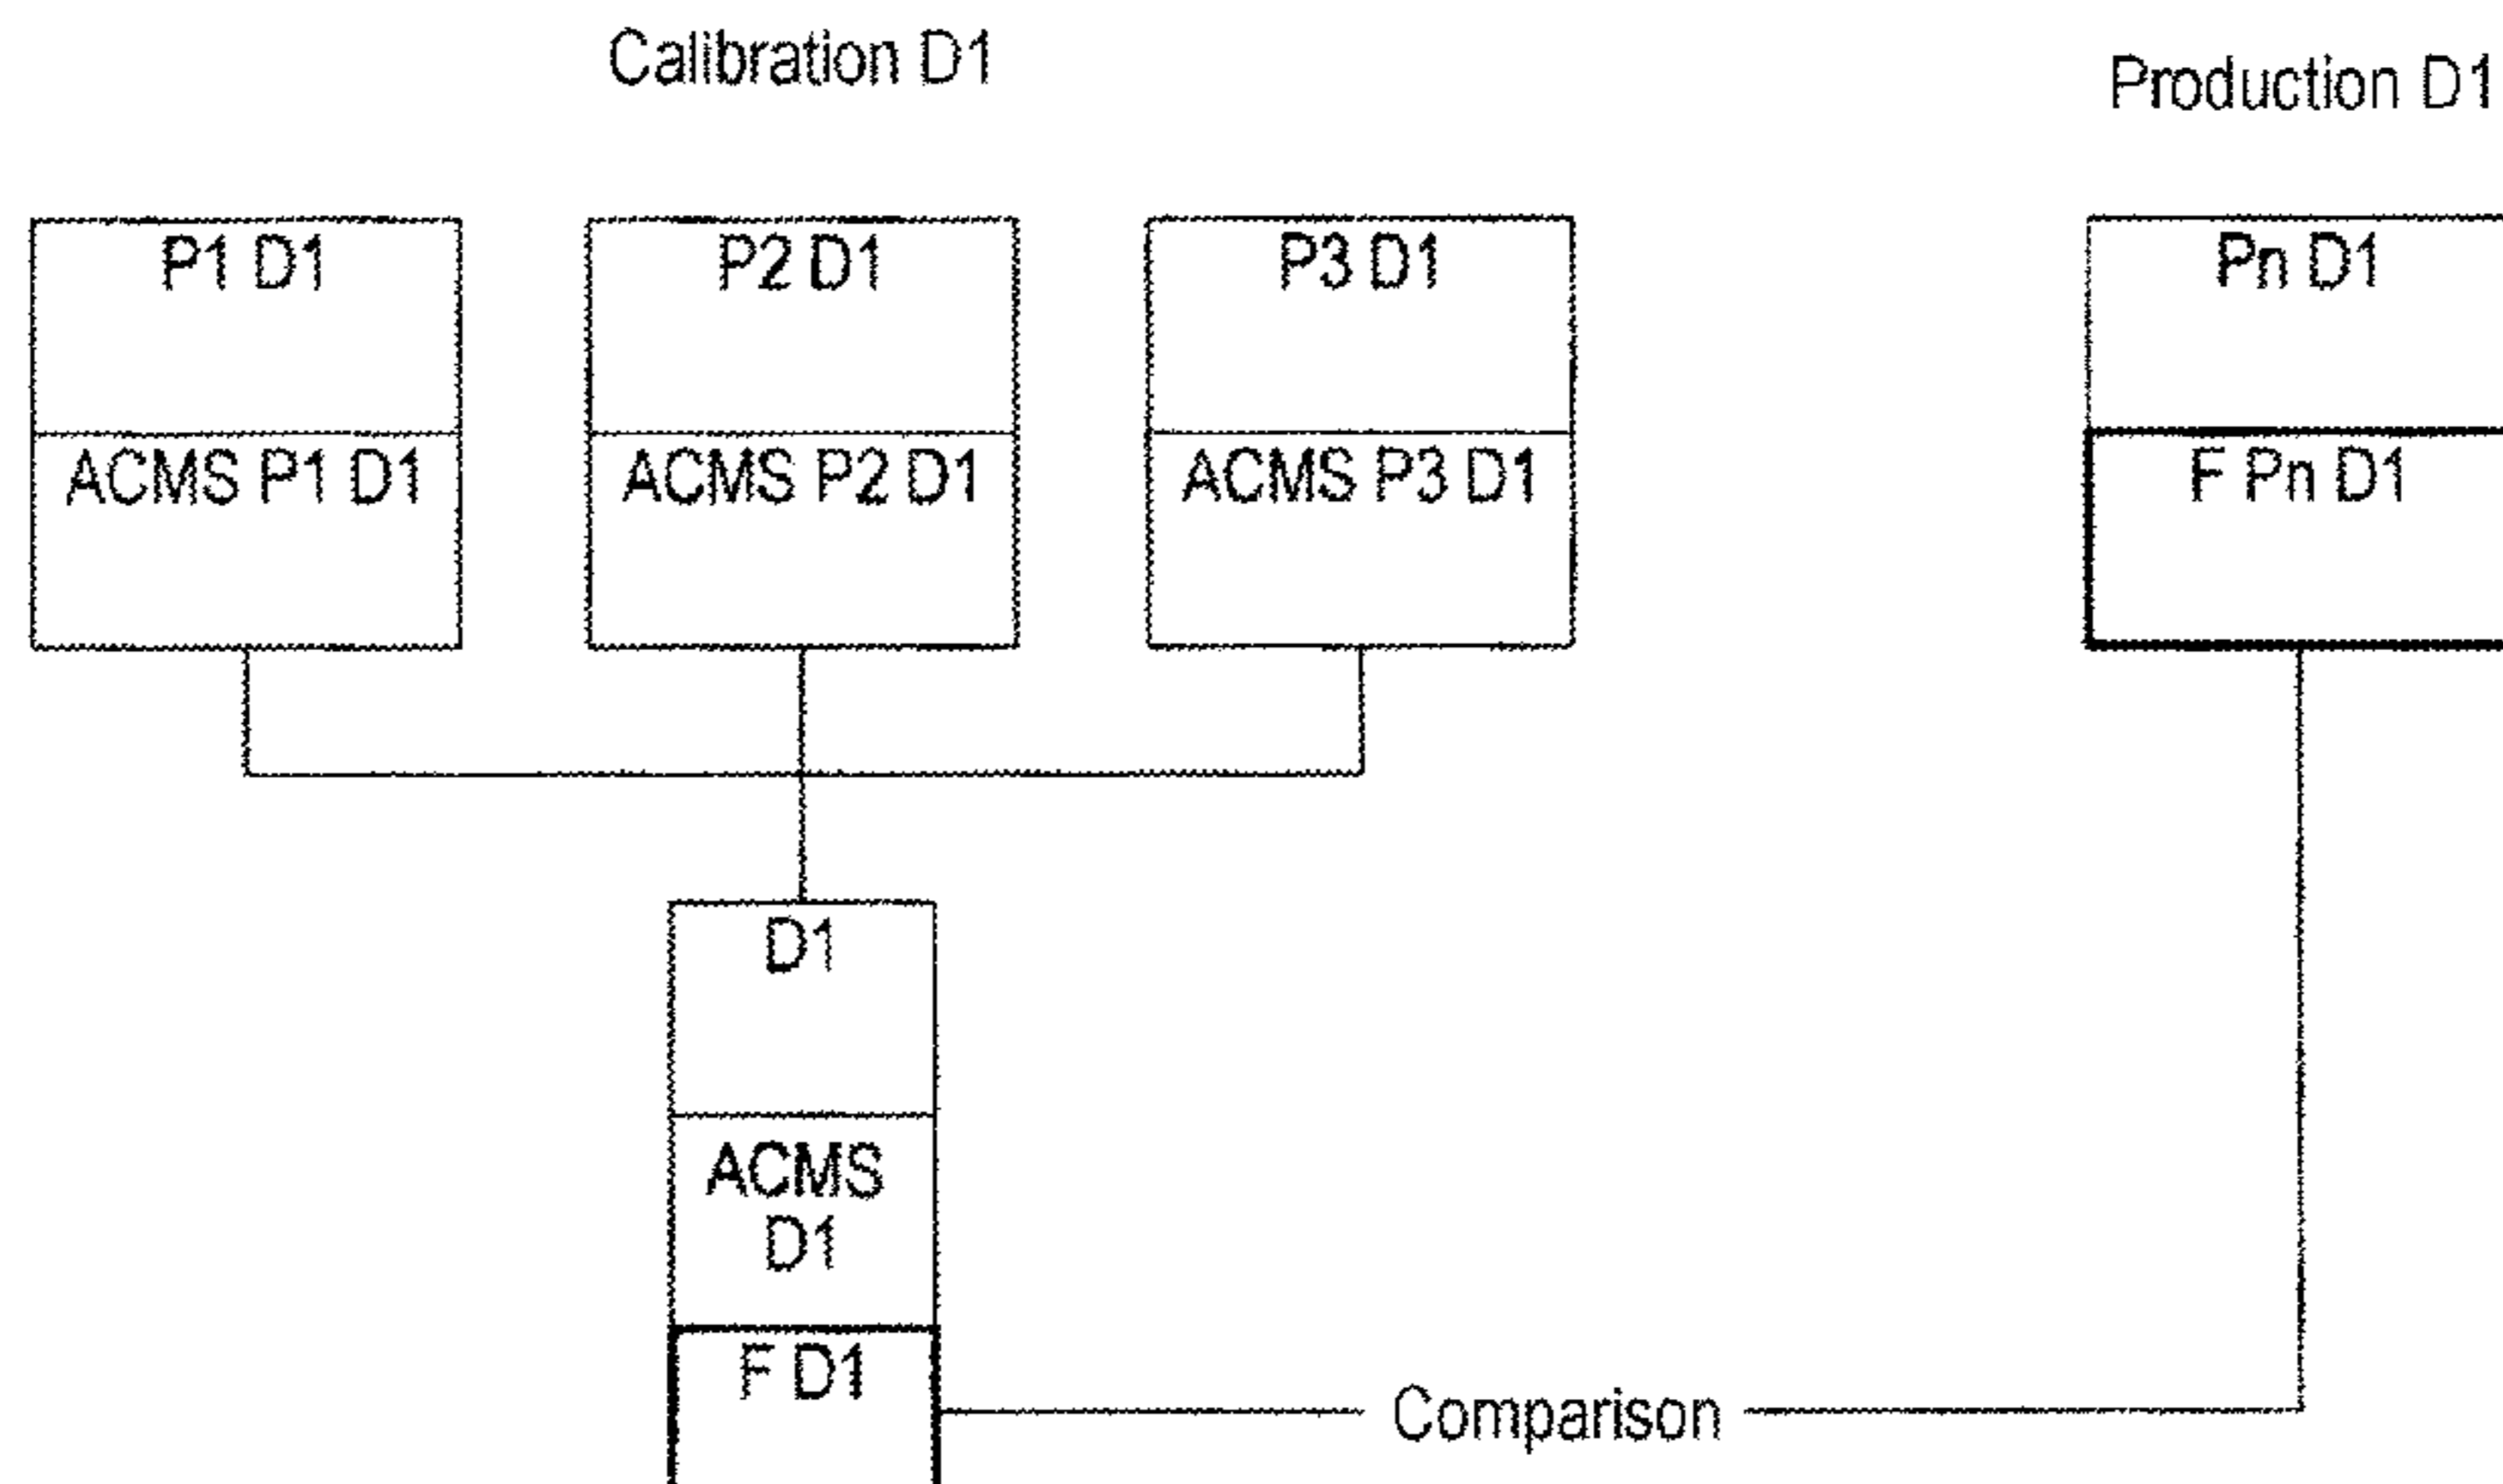 Calibration D1
Production D1
P1 D1
P2 D1
P3 D1
Pn D1
ACMS P1 D1
ACMS P2 D1
ACMS P3 D1
F Pn D1
D1
ACMS
D1
F D1
Comparison